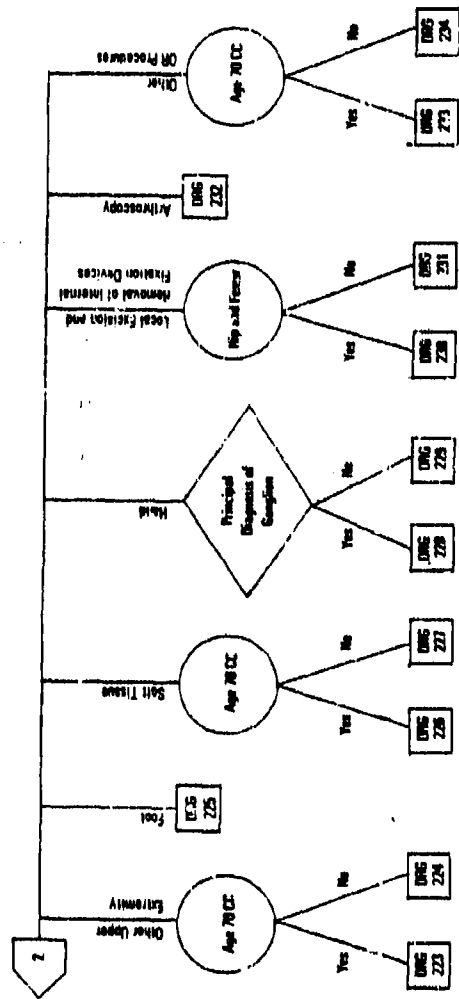 2
Other Upper
Extremity
Age 70 CC
Yes
No
DRG
223
DRG
224
Foot
DRG
225
Soft Tissue
Age 70 CC
Yes
No
DRG
226
DRG
227
Hand
Principal
Diagnosis of
Ganglion
Yes
No
DRG
228
DRG
229
Local Excision and
Removal of Internal
Fixation Devices
Hip and Femur
Yes
No
DRG
230
DRG
231
Arthroscopy
DRG
232
Other
OR Procedures
Age 70 CC
Yes
No
DRG
233
DRG
234